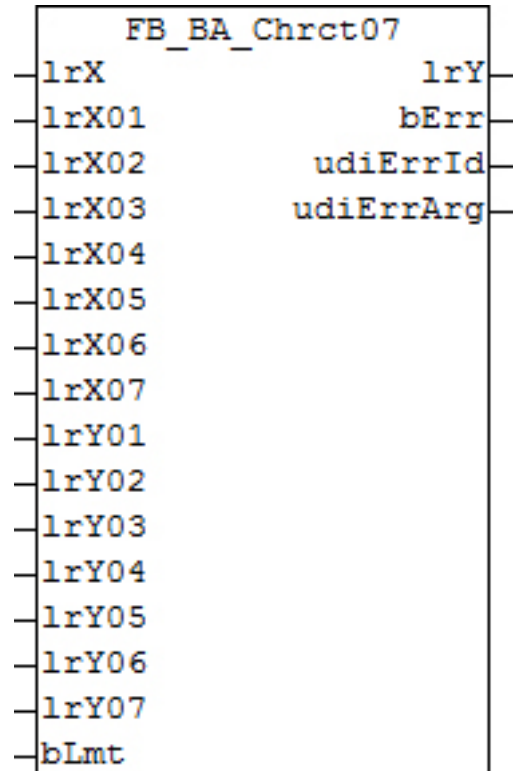 FB_BA_Chrct07
lrX lrY
lrX01 bErr
lrX02 udiErrId
lrX03 udiErrArg
lrX04
lrX05
lrX06
lrX07
lrY01
lrY02
lrY03
lrY04
lrY05
lrY06
lrY07
bLmt